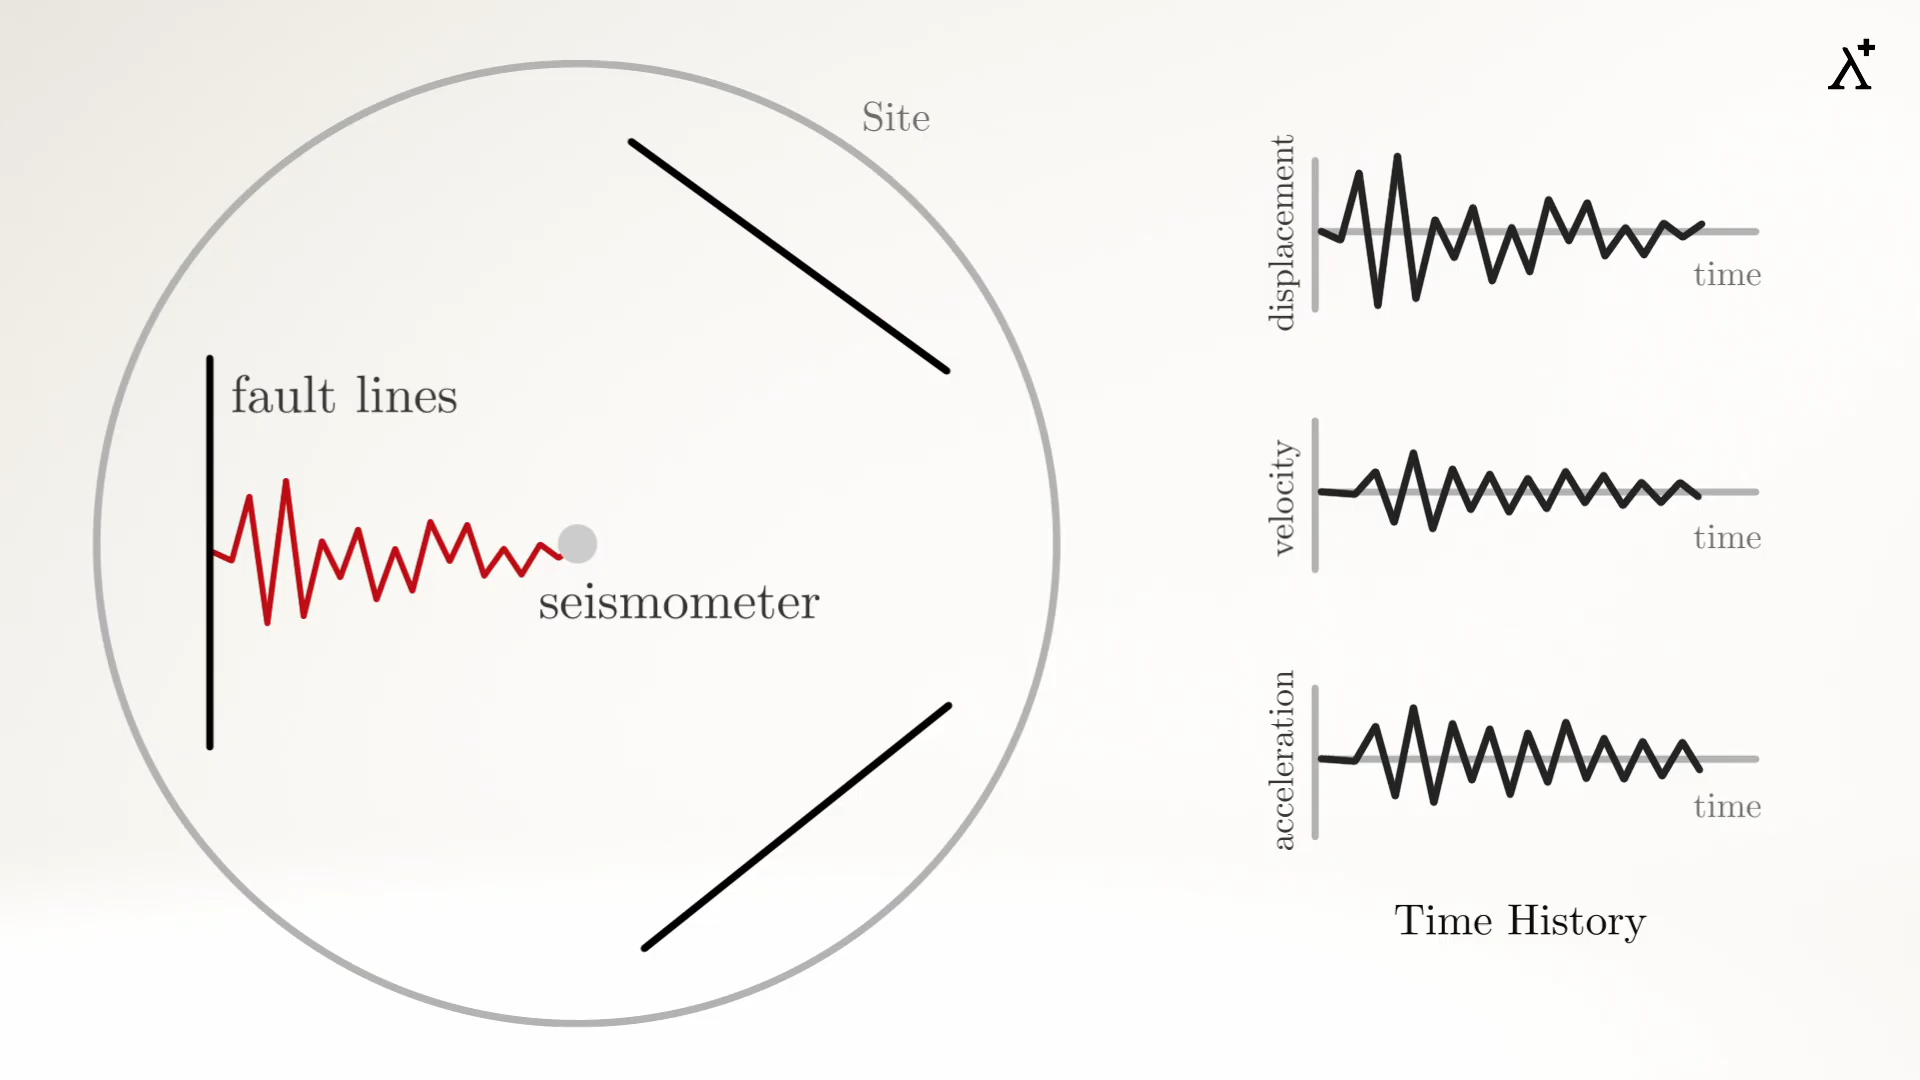 Site
fault lines
seismometer
displacement
time
velocity
time
acceleration
time
Time History